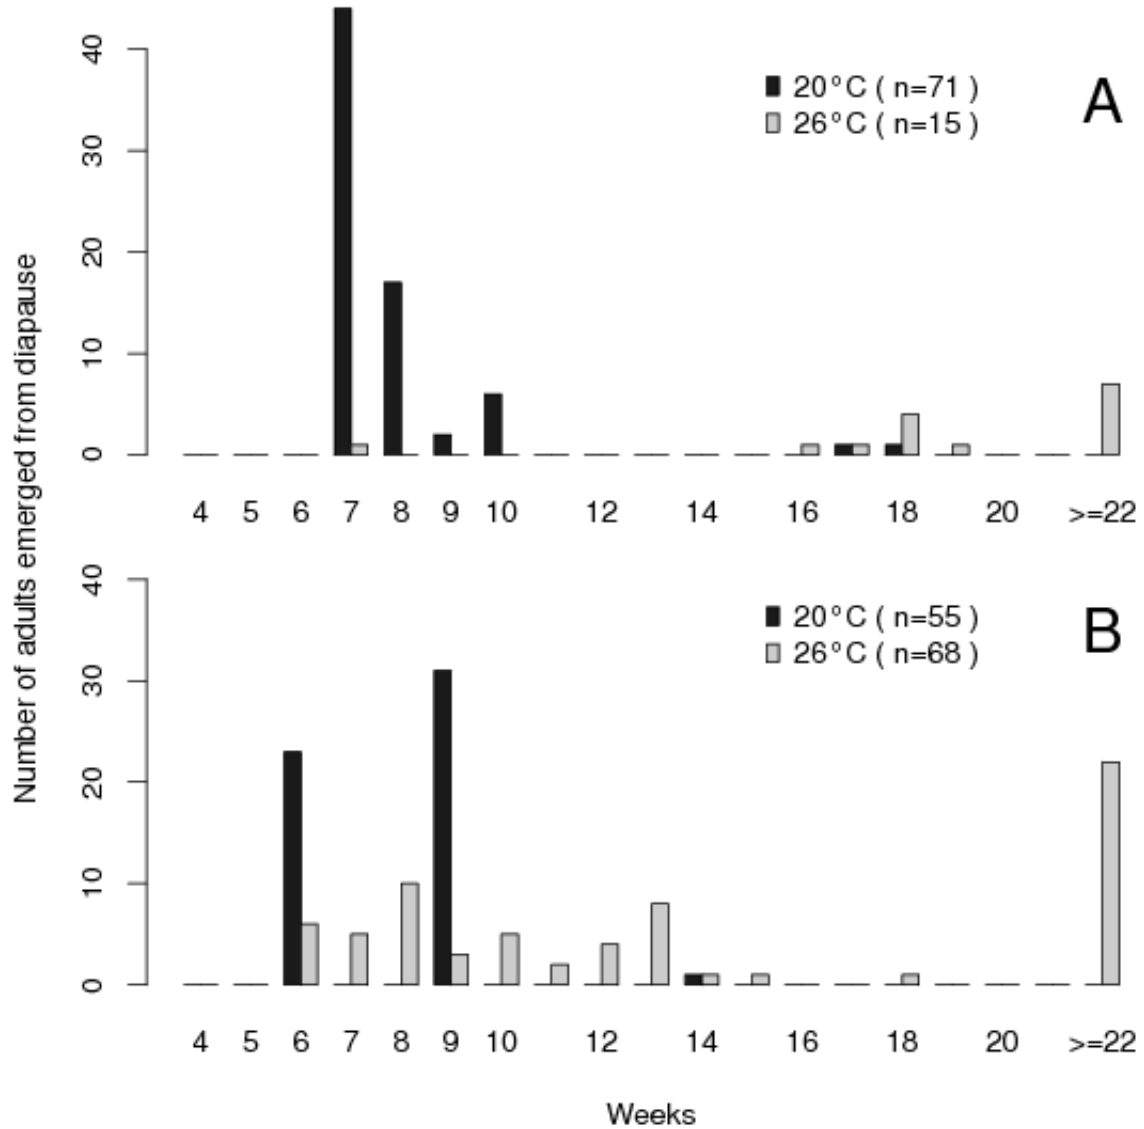 Number of adults emerged from diapause
40
30
20
10
0
20°C ( n=71 )
26°C ( n=15 )
A
4 5 6 7 8 9 10 12 14 16 18 20 >=22
40
30
20
10
0
20°C ( n=55 )
26°C ( n=68 )
B
4 5 6 7 8 9 10 12 14 16 18 20 >=22
Weeks